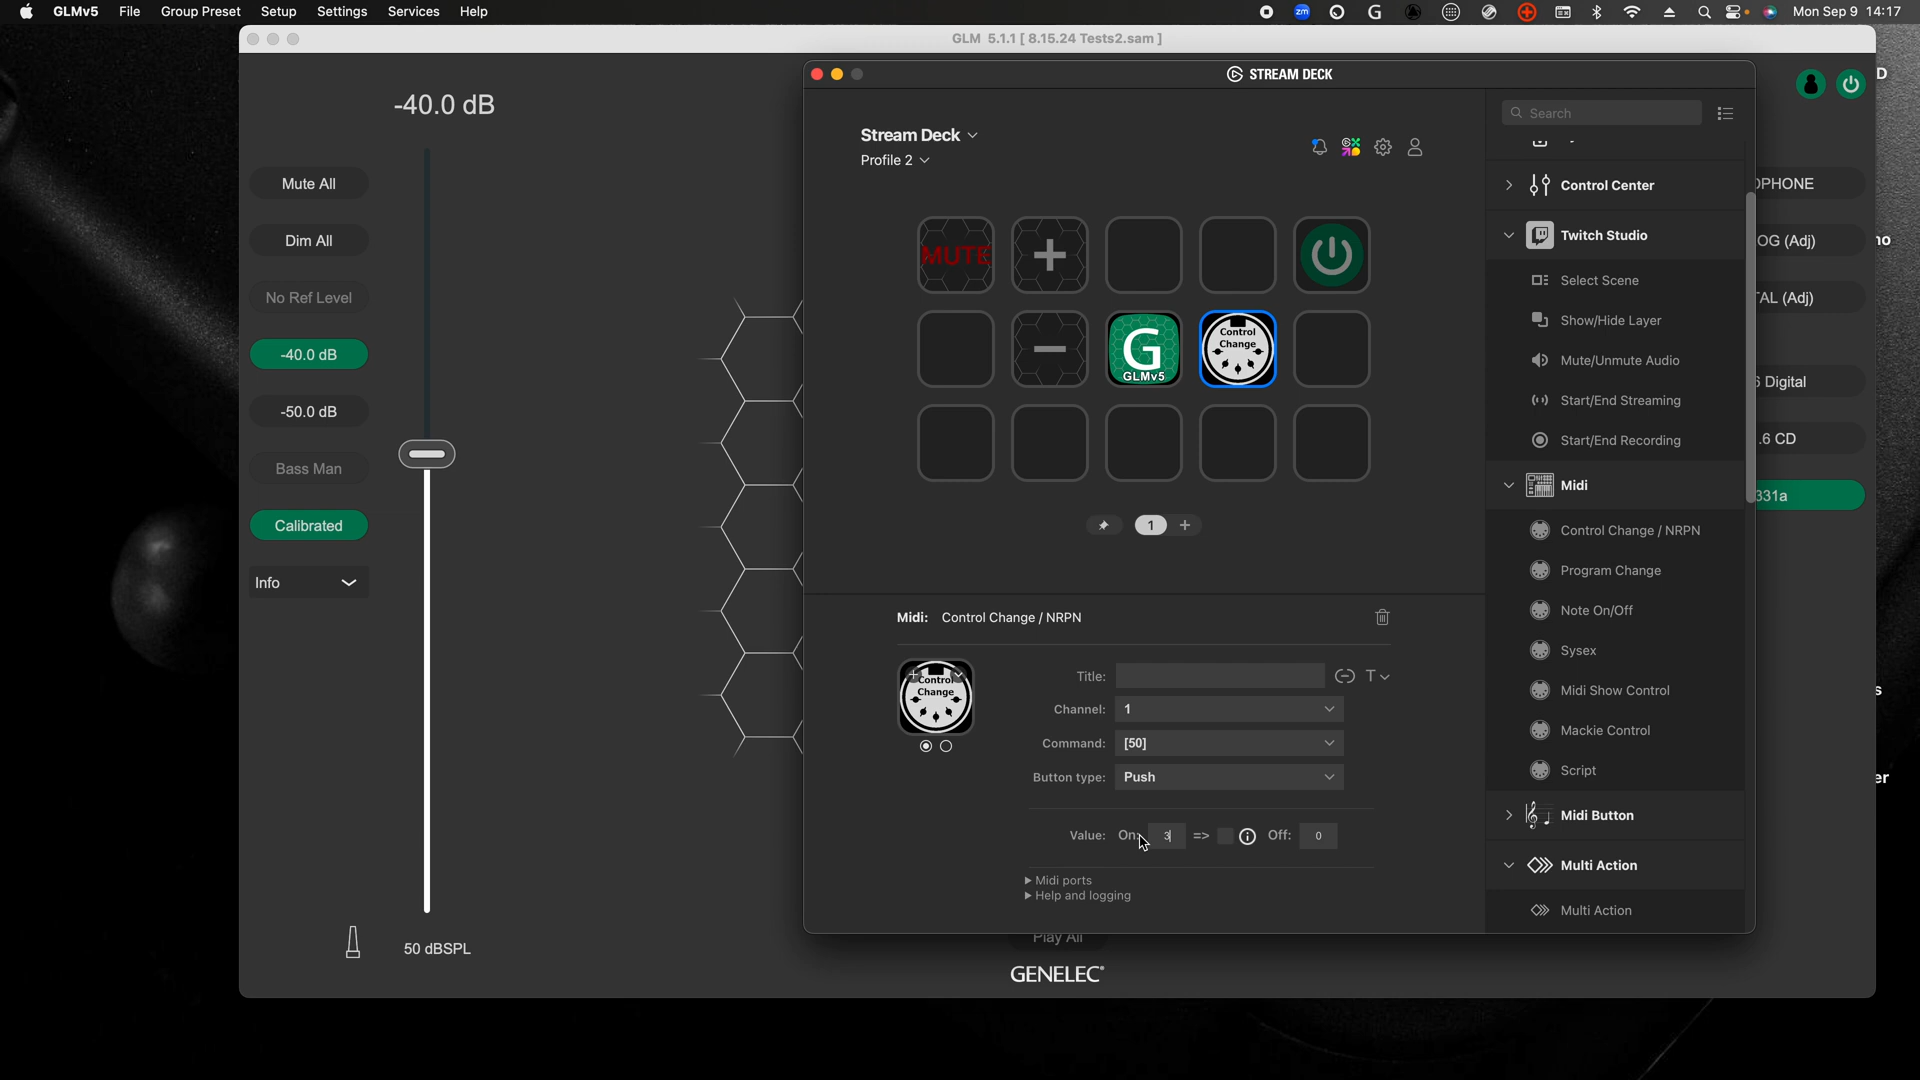 GLMv5 File Group Preset Setup Settings Services Help zm G Mon Sep 9 14:17
GLM 5.1.1 [ 8.15.24 Tests2.sam ]
-40.0 dB
Mute All
Dim All
No Ref Level
-40.0 dB
-50.0 dB
Bass Man
Calibrated
Info
50 dBSPL
STREAM DECK
Stream Deck
Profile 2
MUTE
G
GLMv5
Control
Change
1 +
Midi: Control Change / NRPN
Control
Change
Title: T
Channel: 1
Command: [50]
Button type: Push
Value: On: 3 => Off: 0
Midi ports
Help and logging
Search
Control Center
Twitch Studio
Select Scene
Show/Hide Layer
Mute/Unmute Audio
Start/End Streaming
Start/End Recording
Midi
Control Change / NRPN
Program Change
Note On/Off
Sysex
Midi Show Control
Mackie Control
Script
Midi Button
Multi Action
Multi Action
OPHONE
OG (Adj)
TAL (Adj)
6 Digital
.6 CD
331a
Play All
GENELEC